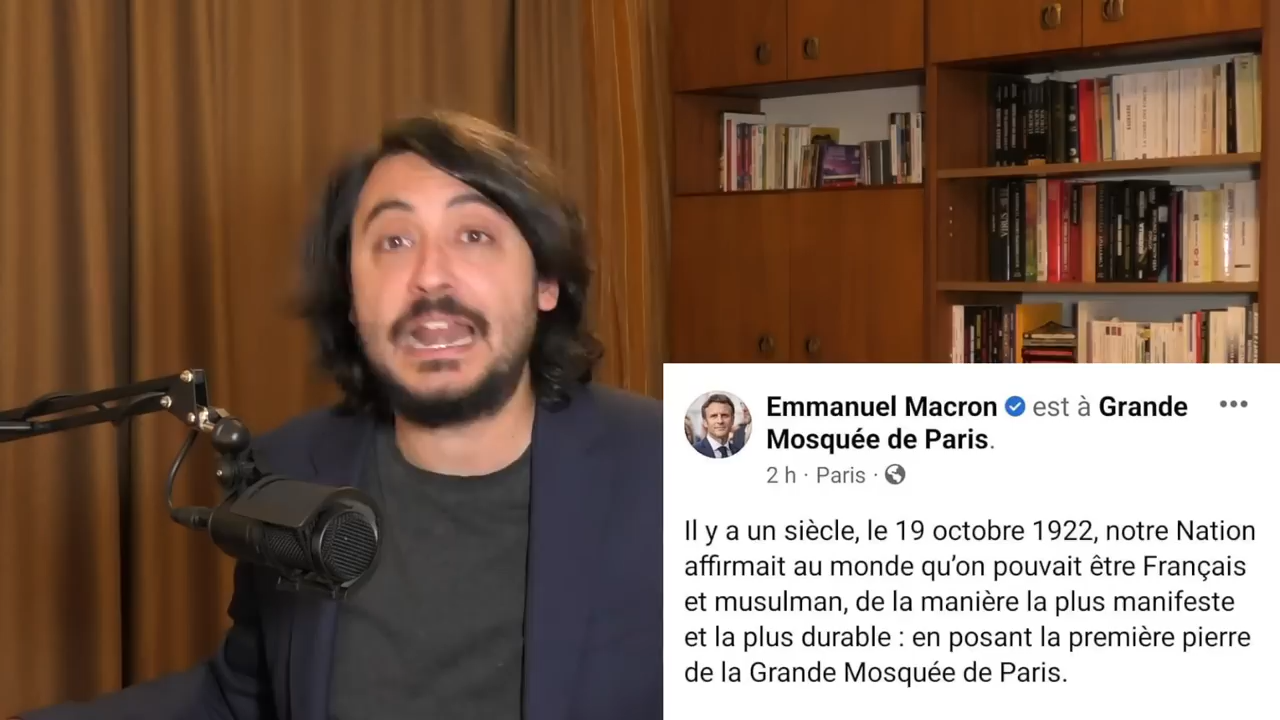 Emmanuel Macron est à Grande
Mosquée de Paris.
2 h · Paris ·
Il y a un siècle, le 19 octobre 1922, notre Nation
affirmait au monde qu’on pouvait être Français
et musulman, de la manière la plus manifeste
et la plus durable : en posant la première pierre
de la Grande Mosquée de Paris.